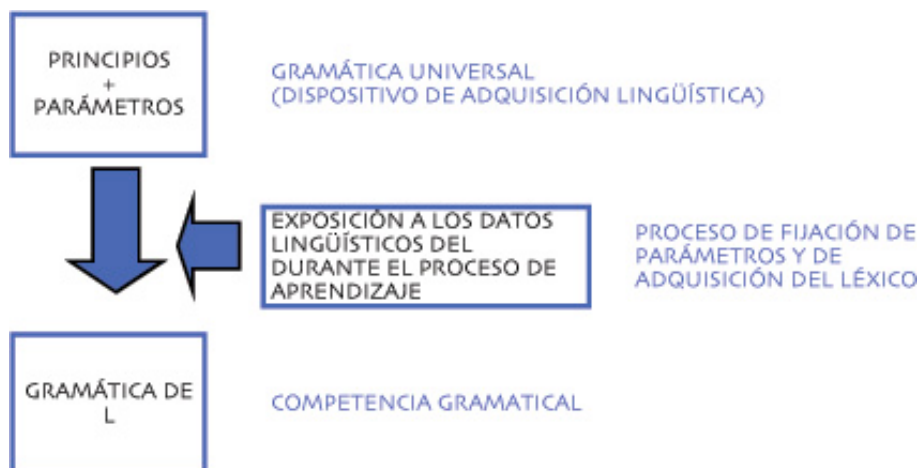 PRINCIPIOS
+
PARÁMETROS
GRAMÁTICA UNIVERSAL
(DISPOSITIVO DE ADQUISICIÓN LINGÜÍSTICA)
EXPOSICIÓN A LOS DATOS
LINGÜÍSTICOS DEL
DURANTE EL PROCESO DE
APRENDIZAJE
PROCESO DE FIJACIÓN DE
PARÁMETROS Y DE
ADQUISICIÓN DEL LÉXICO
GRAMÁTICA DE
L
COMPETENCIA GRAMATICAL